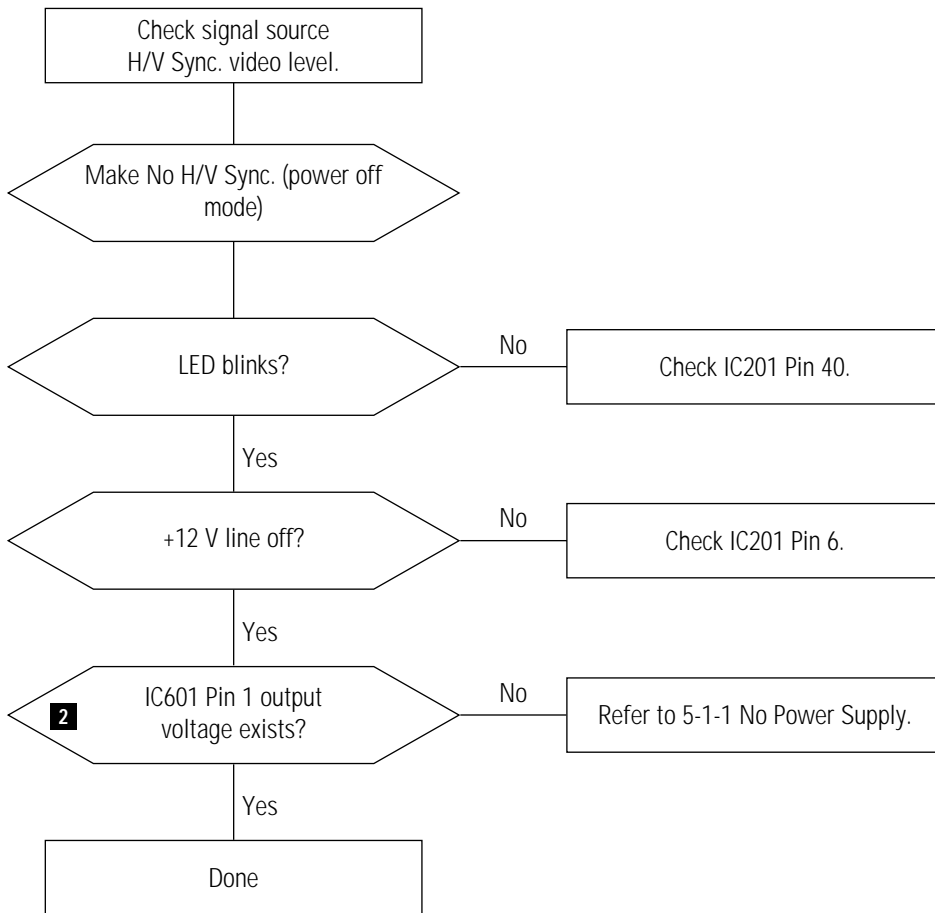 Check signal source
H/V Sync. video level.
Make No H/V Sync. (power off
mode)
LED blinks?
No
Check IC201 Pin 40.
Yes
+12 V line off?
No
Check IC201 Pin 6.
Yes
2
IC601 Pin 1 output
voltage exists?
No
Refer to 5-1-1 No Power Supply.
Yes
Done